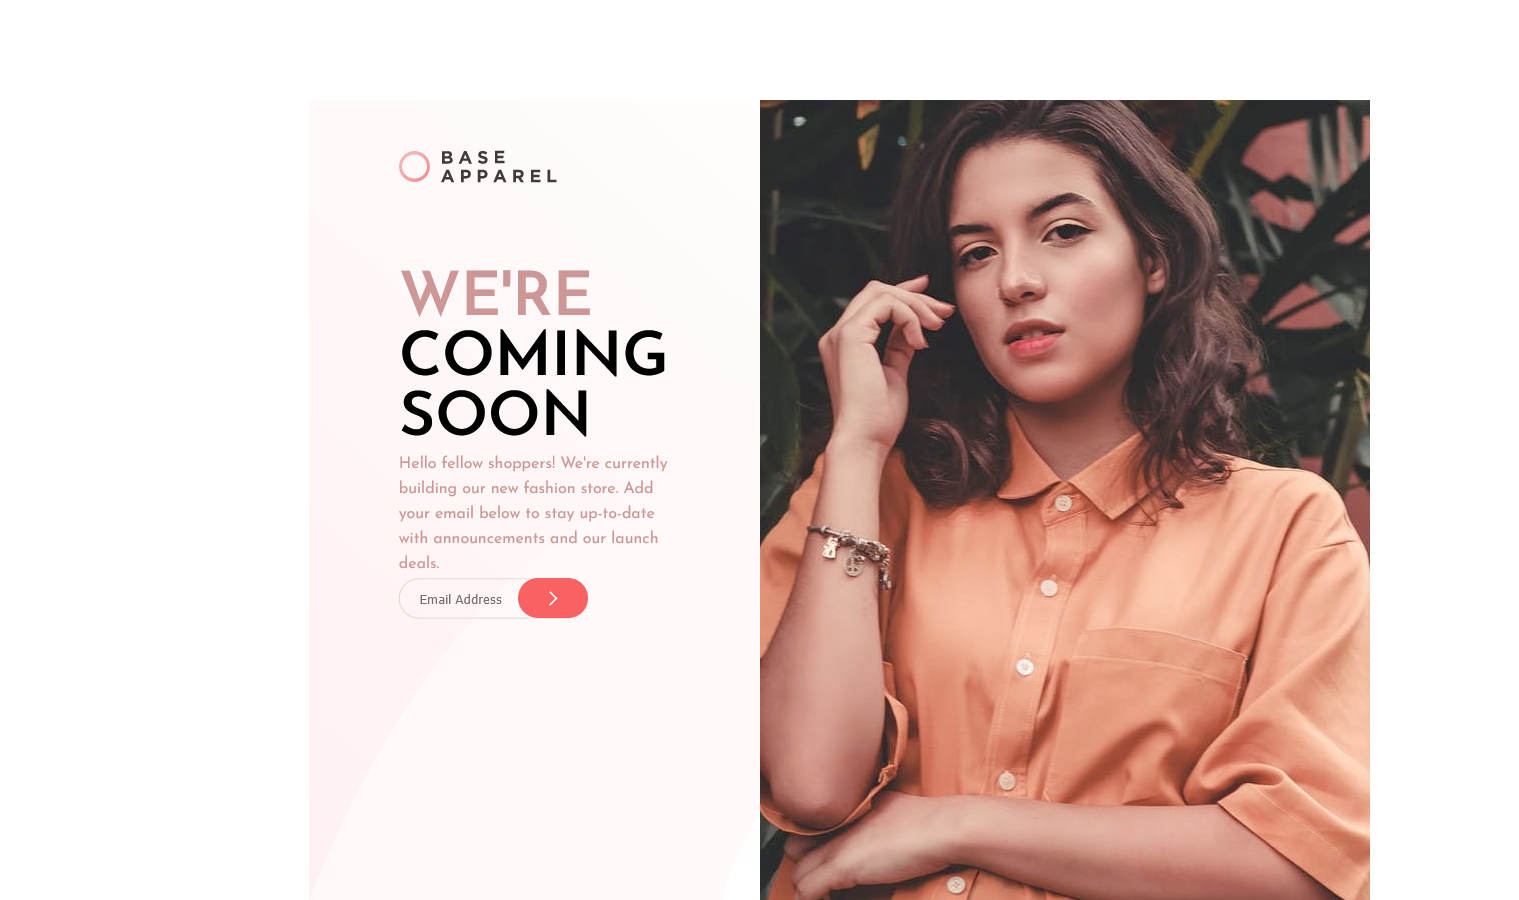 BASE
APPAREL
WE'RE
COMING
SOON
Hello fellow shoppers! We're currently
building our new fashion store. Add
your email below to stay up-to-date
with announcements and our launch
deals.
Email Address